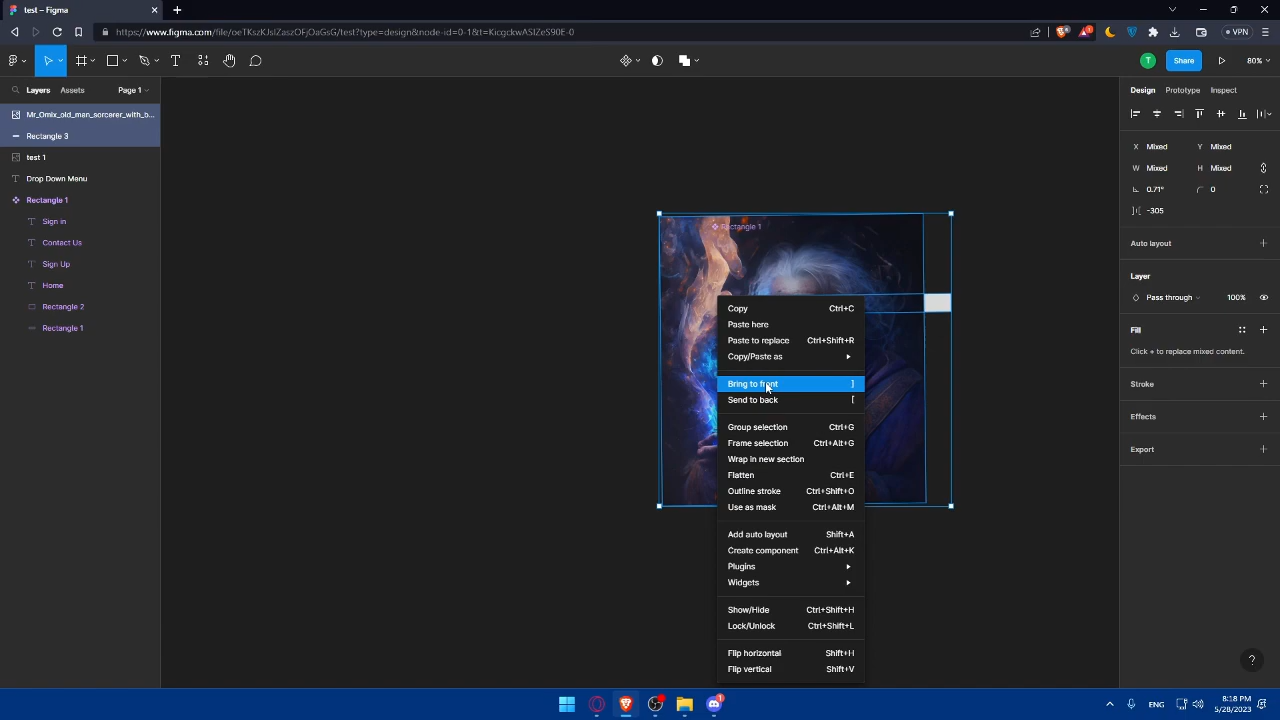 test – Figma
https://www.figma.com/file/oeTKszKJslZaszOFjOaGsG/test?type=design&node-id=0-1&t=KicgckwASIZeS90E-0
VPN
Share
80%
Layers
Assets
Page 1
Mr_Omix_old_man_sorcerer_with_b...
Rectangle 3
test 1
Drop Down Menu
Rectangle 1
Sign in
Contact Us
Sign Up
Home
Rectangle 2
Rectangle 1
Rectangle 1
Copy Ctrl+C
Paste here
Paste to replace Ctrl+Shift+R
Copy/Paste as
Bring to front ]
Send to back [
Group selection Ctrl+G
Frame selection Ctrl+Alt+G
Wrap in new section
Flatten Ctrl+E
Outline stroke Ctrl+Shift+O
Use as mask Ctrl+Alt+M
Add auto layout Shift+A
Create component Ctrl+Alt+K
Plugins
Widgets
Show/Hide Ctrl+Shift+H
Lock/Unlock Ctrl+Shift+L
Flip horizontal Shift+H
Flip vertical Shift+V
Design
Prototype
Inspect
X Mixed Y Mixed
W Mixed H Mixed
0.71° 0
-305
Auto layout
Layer
Pass through 100%
Fill
Click + to replace mixed content.
Stroke
Effects
Export
?
ENG
8:18 PM
5/28/2023